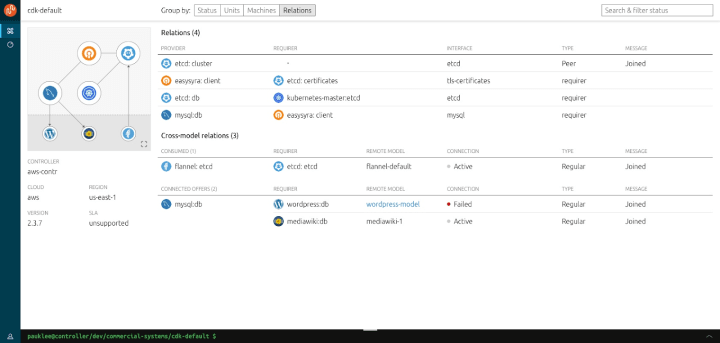 cdk-default
Group by: Status Units Machines Relations
Search & filter status
Relations (4)
PROVIDER REQUIRER INTERFACE TYPE MESSAGE
etcd: cluster - etcd Peer Joined
easysyra: client etcd: certificates tls-certificates requirer
etcd: db kubernetes-master:etcd etcd requirer
mysql:db easyrsa: client mysql requirer
Cross-model relations (3)
CONSUMED (1) REQUIRER REMOTE MODEL CONNECTION TYPE MESSAGE
flannel: etcd etcd: etcd flannel-default Active Regular Joined
CONNECTED OFFERS (2) REQUIRER REMOTE MODEL CONNECTION TYPE MESSAGE
mysql:db wordpress:db wordpress-model Failed Regular Joined
mediawiki:db mediawiki-1 Active Regular Joined
CONTROLLER
aws-contr
CLOUD REGION
aws us-east-1
VERSION SLA
2.3.7 unsupported
pauklee@controller/dev/commercial-systems/cdk-default $